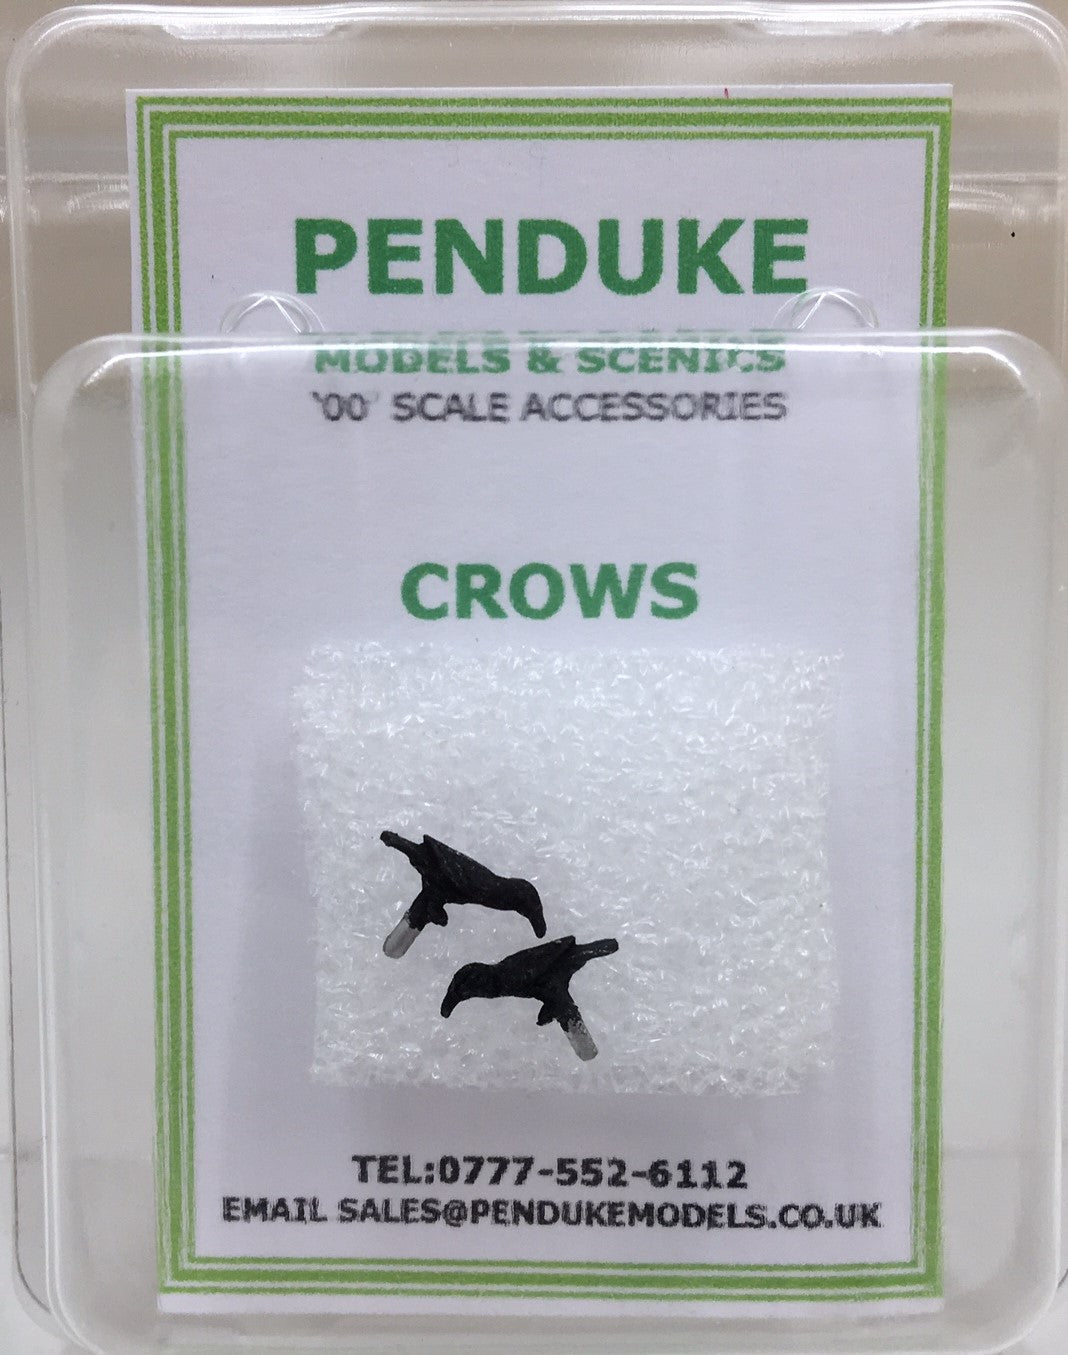 PENDUKE
MODELS & SCENICS
'00' SCALE ACCESSORIES
CROWS
TEL:0777-552-6112
EMAIL SALES@PENDUKEMODELS.CO.UK